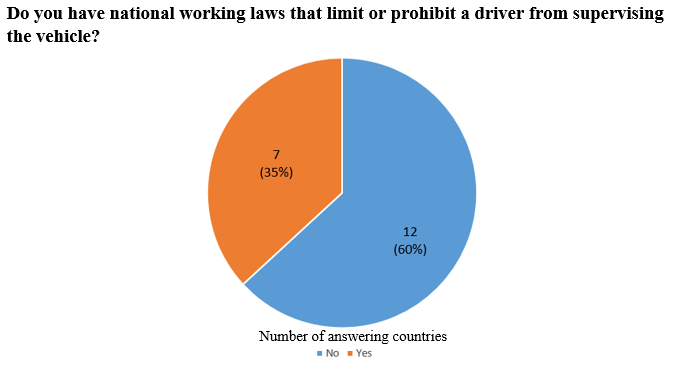 Do you have national working laws that limit or prohibit a driver from supervising
the vehicle?
7
(35%)
12
(60%)
Number of answering countries
No Yes